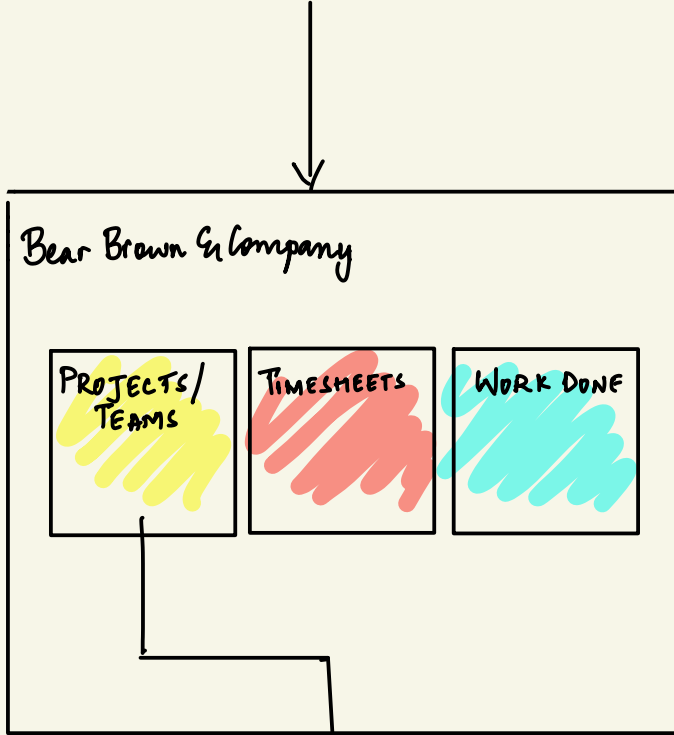 Bear Brown & Company
PROJECTS/
TEAMS
TIMESHEETS
WORK DONE